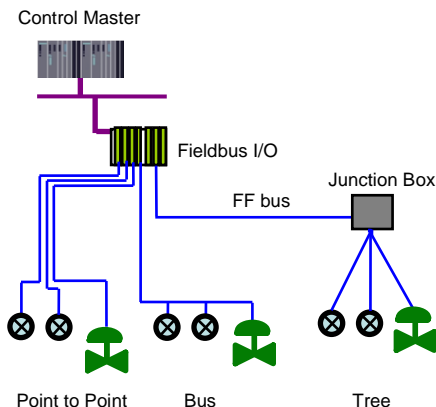 Control Master
Fieldbus I/O
Junction Box
FF bus
Point to Point
Bus
Tree